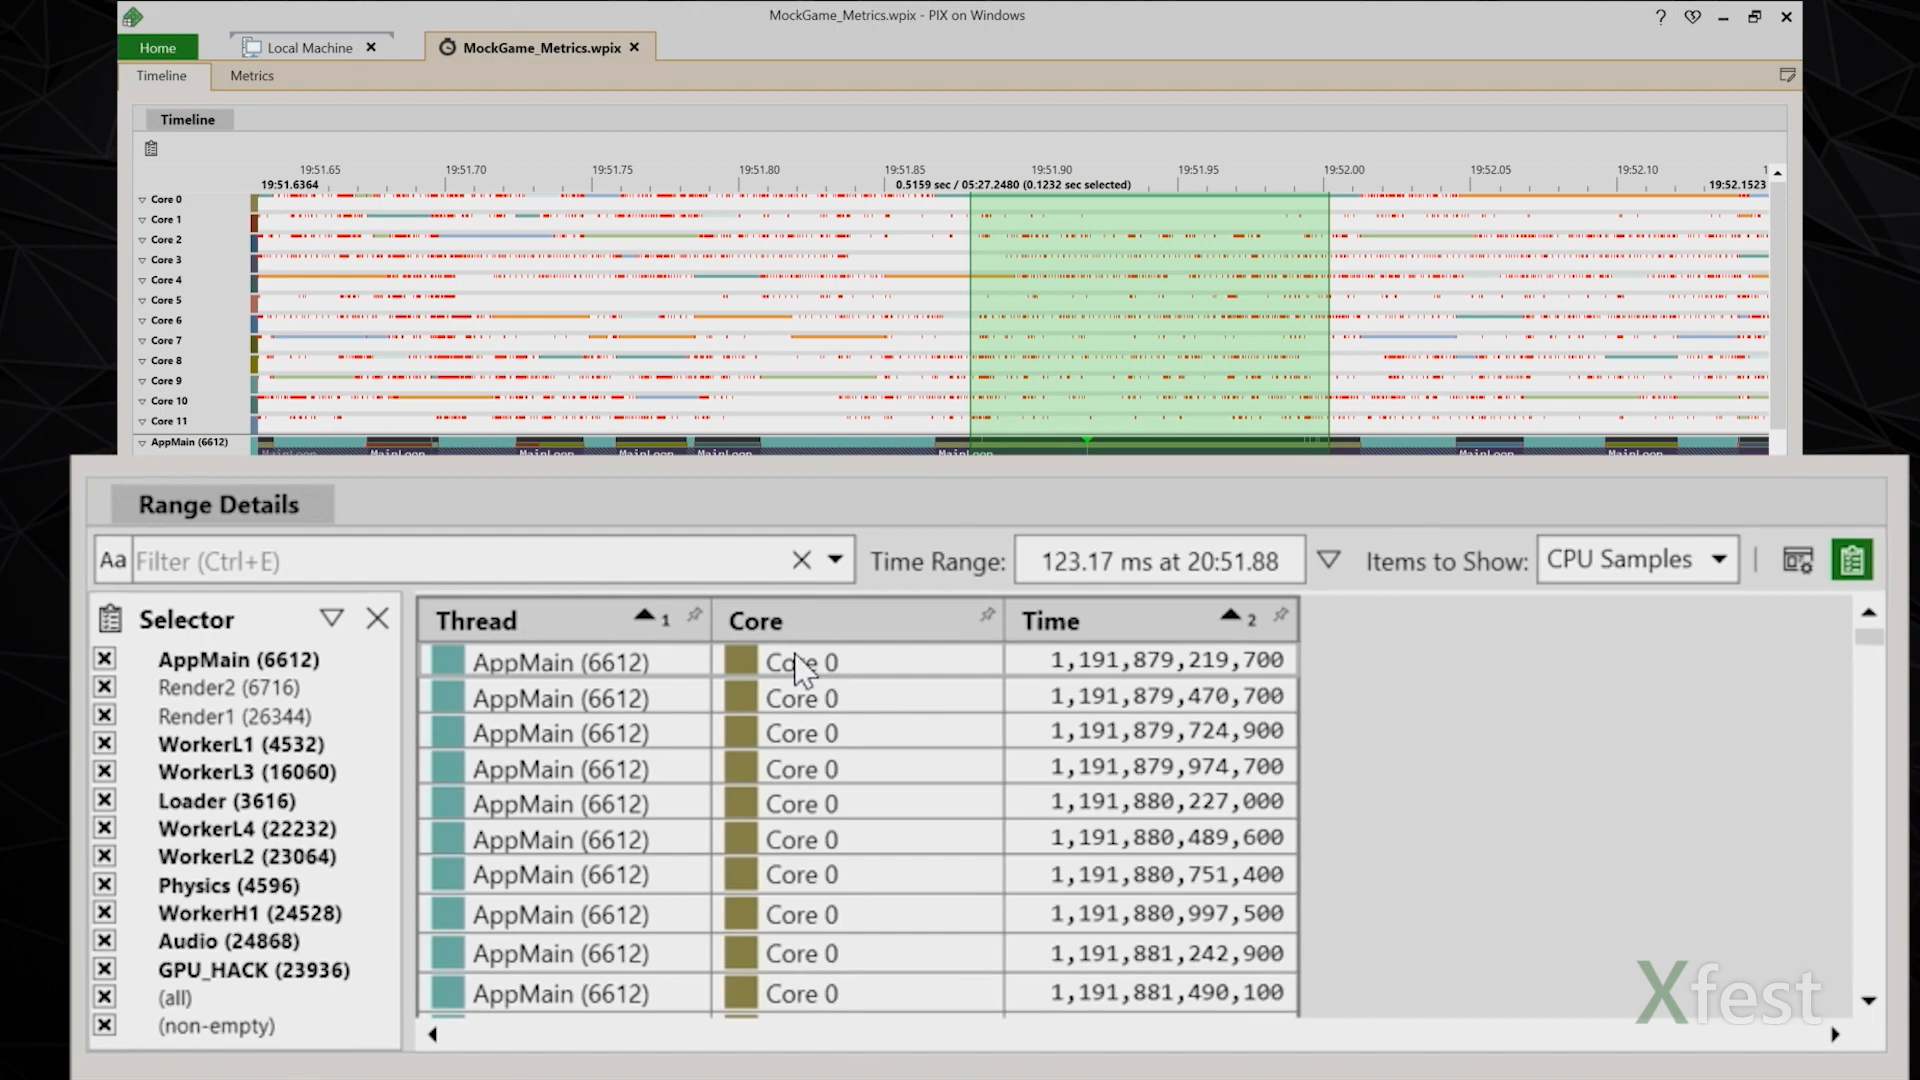 MockGame_Metrics.wpix - PIX on Windows
Home
Local Machine
MockGame_Metrics.wpix
Timeline
Metrics
Timeline
19:51.65 19:51.70 19:51.75 19:51.80 19:51.85 19:51.90 19:51.95 19:52.00 19:52.05 19:52.10
19:51.6364 0.5159 sec / 05:27.2480 (0.1232 sec selected) 19:52.1523
Core 0
Core 1
Core 2
Core 3
Core 4
Core 5
Core 6
Core 7
Core 8
Core 9
Core 10
Core 11
AppMain (6612)
MainLoop MainLoop MainLoop MainLoop MainLoop MainLoop MainLoop MainLoop
Range Details
Aa Filter (Ctrl+E) Time Range: 123.17 ms at 20:51.88 Items to Show: CPU Samples
Selector
AppMain (6612)
Render2 (6716)
Render1 (26344)
WorkerL1 (4532)
WorkerL3 (16060)
Loader (3616)
WorkerL4 (22232)
WorkerL2 (23064)
Physics (4596)
WorkerH1 (24528)
Audio (24868)
GPU_HACK (23936)
(all)
(non-empty)
Thread 1 Core Time 2
AppMain (6612) Core 0 1,191,879,219,700
AppMain (6612) Core 0 1,191,879,470,700
AppMain (6612) Core 0 1,191,879,724,900
AppMain (6612) Core 0 1,191,879,974,700
AppMain (6612) Core 0 1,191,880,227,000
AppMain (6612) Core 0 1,191,880,489,600
AppMain (6612) Core 0 1,191,880,751,400
AppMain (6612) Core 0 1,191,880,997,500
AppMain (6612) Core 0 1,191,881,242,900
AppMain (6612) Core 0 1,191,881,490,100
Xfest